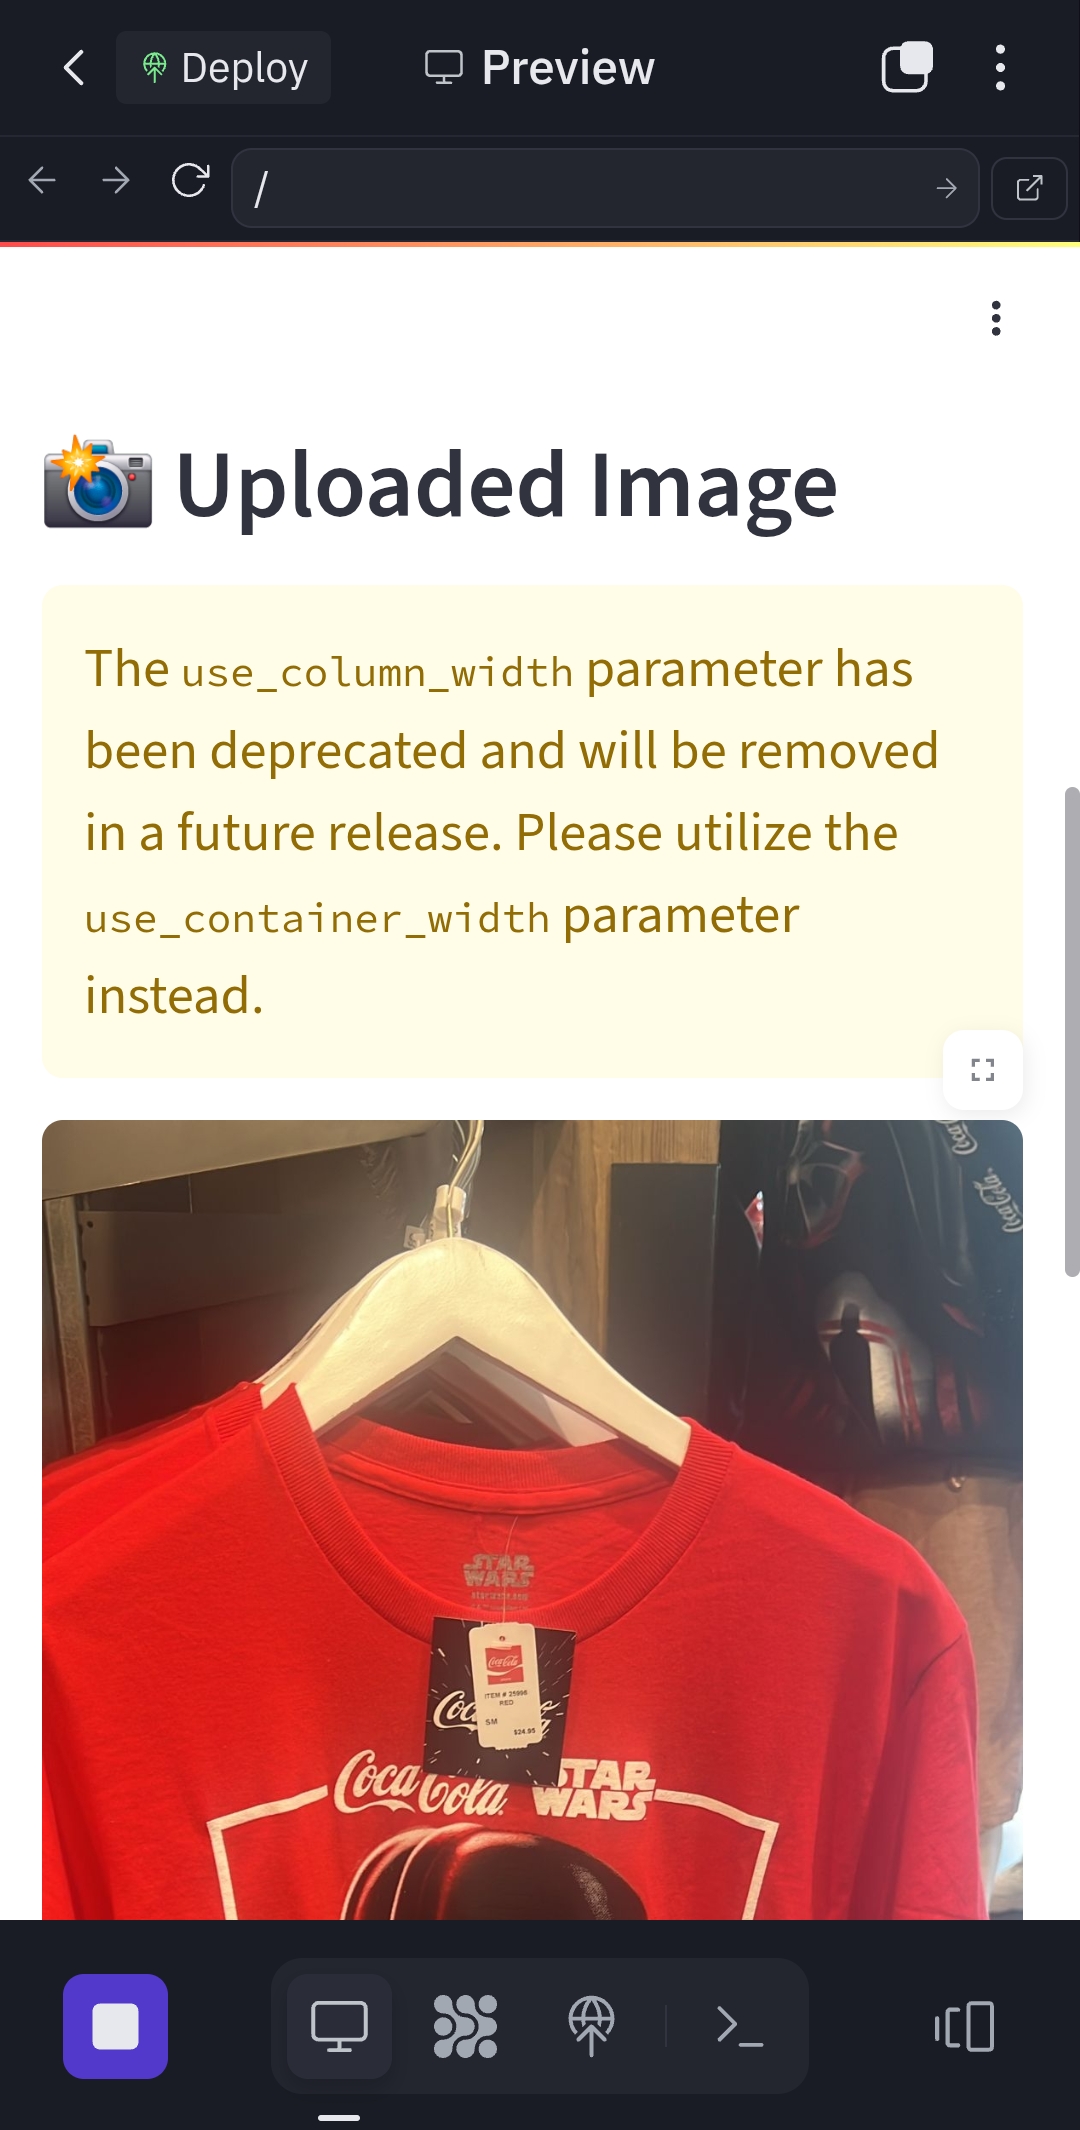 Deploy
Preview
/
Uploaded Image
The use_column_width parameter has
been deprecated and will be removed
in a future release. Please utilize the
use_container_width parameter
instead.
Coca-Cola
Coca-Cola
STAR
WARS
Coca-Cola
ITEM # 25996
RED
SM
$24.95
Coca-Cola STAR
WARS